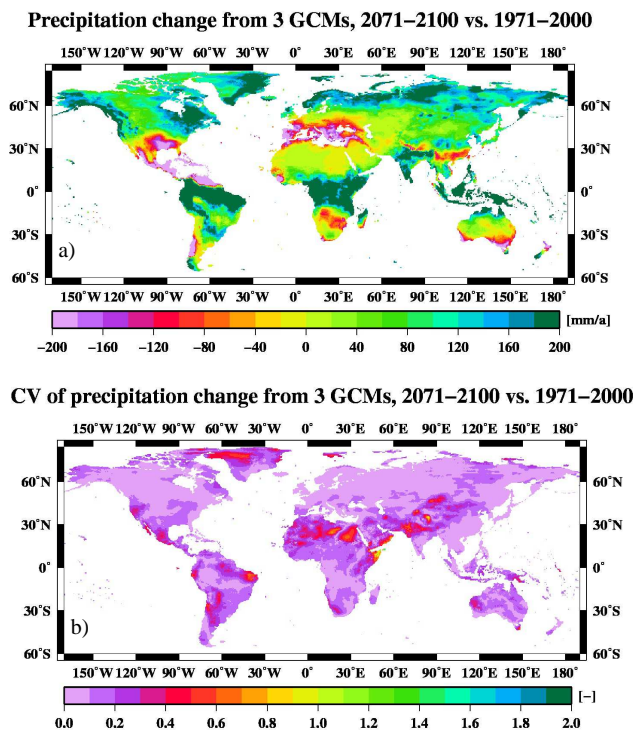 Precipitation change from 3 GCMs, 2071−2100 vs. 1971−2000
150˚W 120˚W 90˚W 60˚W 30˚W 0˚ 30˚E 60˚E 90˚E 120˚E 150˚E 180˚
60˚N 60˚N
30˚N 30˚N
0˚ 0˚
30˚S 30˚S
a)
60˚S 60˚S
150˚W 120˚W 90˚W 60˚W 30˚W 0˚ 30˚E 60˚E 90˚E 120˚E 150˚E 180˚
[mm/a]
−200 −160 −120 −80 −40 0 40 80 120 160 200
CV of precipitation change from 3 GCMs, 2071−2100 vs. 1971−2000
150˚W 120˚W 90˚W 60˚W 30˚W 0˚ 30˚E 60˚E 90˚E 120˚E 150˚E 180˚
60˚N 60˚N
30˚N 30˚N
0˚ 0˚
30˚S 30˚S
b)
60˚S 60˚S
150˚W 120˚W 90˚W 60˚W 30˚W 0˚ 30˚E 60˚E 90˚E 120˚E 150˚E 180˚
[−]
0.0 0.2 0.4 0.6 0.8 1.0 1.2 1.4 1.6 1.8 2.0